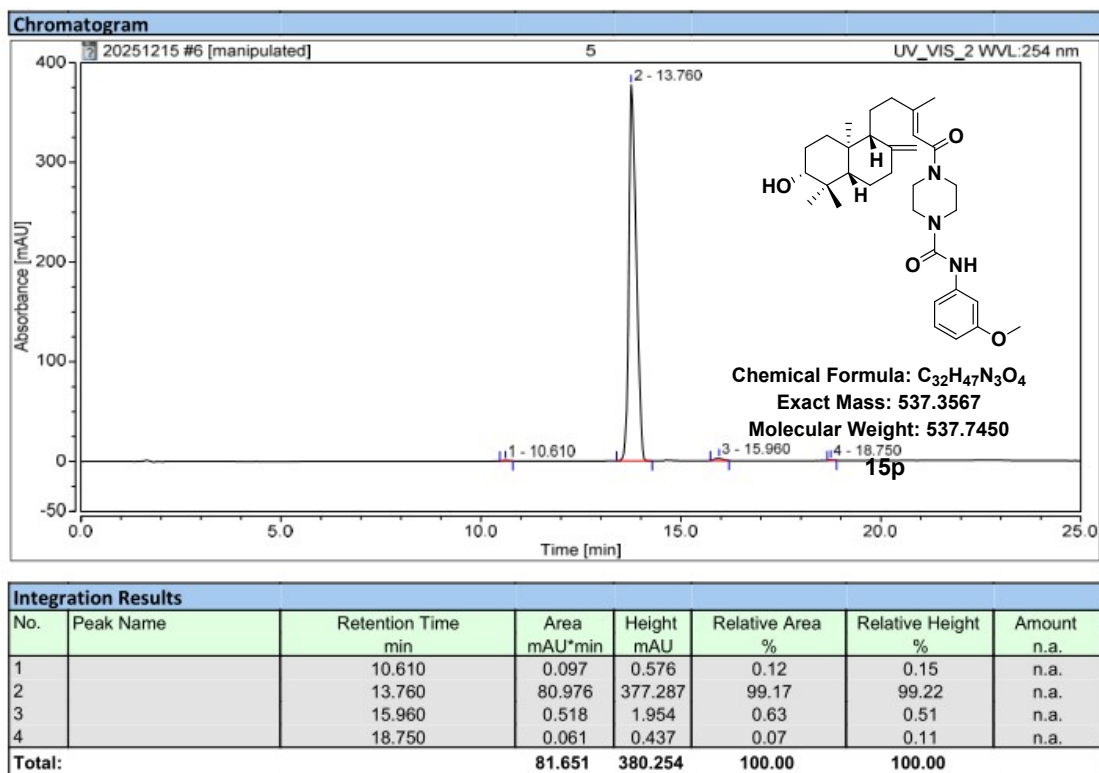 Chromatogram
20251215 #6 [manipulated] 5 UV_VIS_2 WVL:254 nm
400
300
200
100
0
-50
Absorbance [mAU]
2 - 13.760
1 - 10.610
3 - 15.960
4 - 18.750
HO
H
H
O
N
N
O
NH
O
Chemical Formula: C32H47N3O4
Exact Mass: 537.3567
Molecular Weight: 537.7450
15p
0.0 5.0 10.0 15.0 20.0 25.0
Time [min]
Integration Results
No. Peak Name Retention Time Area Height Relative Area Relative Height Amount
min mAU*min mAU % % n.a.
1 10.610 0.097 0.576 0.12 0.15 n.a.
2 13.760 80.976 377.287 99.17 99.22 n.a.
3 15.960 0.518 1.954 0.63 0.51 n.a.
4 18.750 0.061 0.437 0.07 0.11 n.a.
Total: 81.651 380.254 100.00 100.00